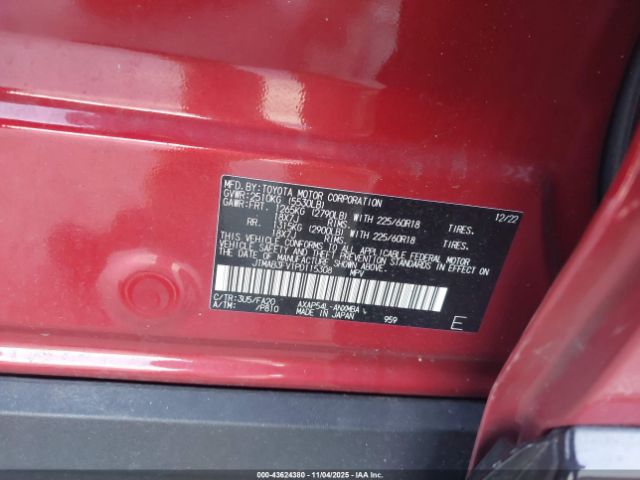 MFD.BY:TOYOTA MOTOR CORPORATION 12/22
GVWR:2510KG (5530LB)
GAWR:FRT. 1265KG (2790LB) WITH 225/60R18 TIRES.
18X7J RIMS.
RR. 1315KG (2900LB) WITH 225/60R18 TIRES.
18X7J RIMS.
THIS VEHICLE CONFORMS TO ALL APPLICABLE FEDERAL MOTOR
VEHICLE SAFETY, AND THEFT PREVENTION STANDARDS IN EFFECT ON
THE DATE OF MANUFACTURE SHOWN ABOVE.
JTMAB3FV1PD115308 MPV
C/TR:3U5/FA20 AXAP54L-ANXMBA
A/TM: /P810 MADE IN JAPAN 959 E
000-43624380 - 11/04/2025 - IAAI.COM